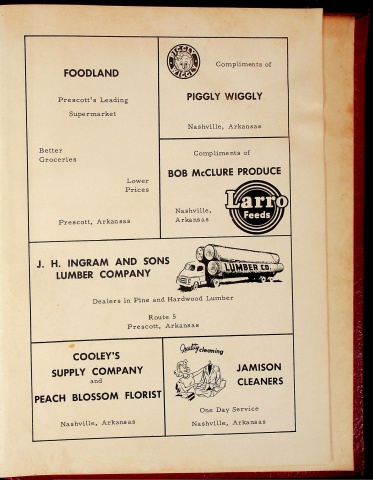 FOODLAND
Prescott's Leading
Supermarket
Better
Groceries
Lower
Prices
Prescott, Arkansas
PIGGLY
WIGGLY
Compliments of
PIGGLY WIGGLY
Nashville, Arkansas
Compliments of
BOB McCLURE PRODUCE
Nashville,
Arkansas
Larro
Feeds
J. H. INGRAM AND SONS
LUMBER COMPANY
LUMBER CO.
Dealers in Pine and Hardwood Lumber
Route 5
Prescott, Arkansas
COOLEY'S
SUPPLY COMPANY
and
PEACH BLOSSOM FLORIST
Nashville, Arkansas
Quality cleaning
JAMISON
CLEANERS
One Day Service
Nashville, Arkansas